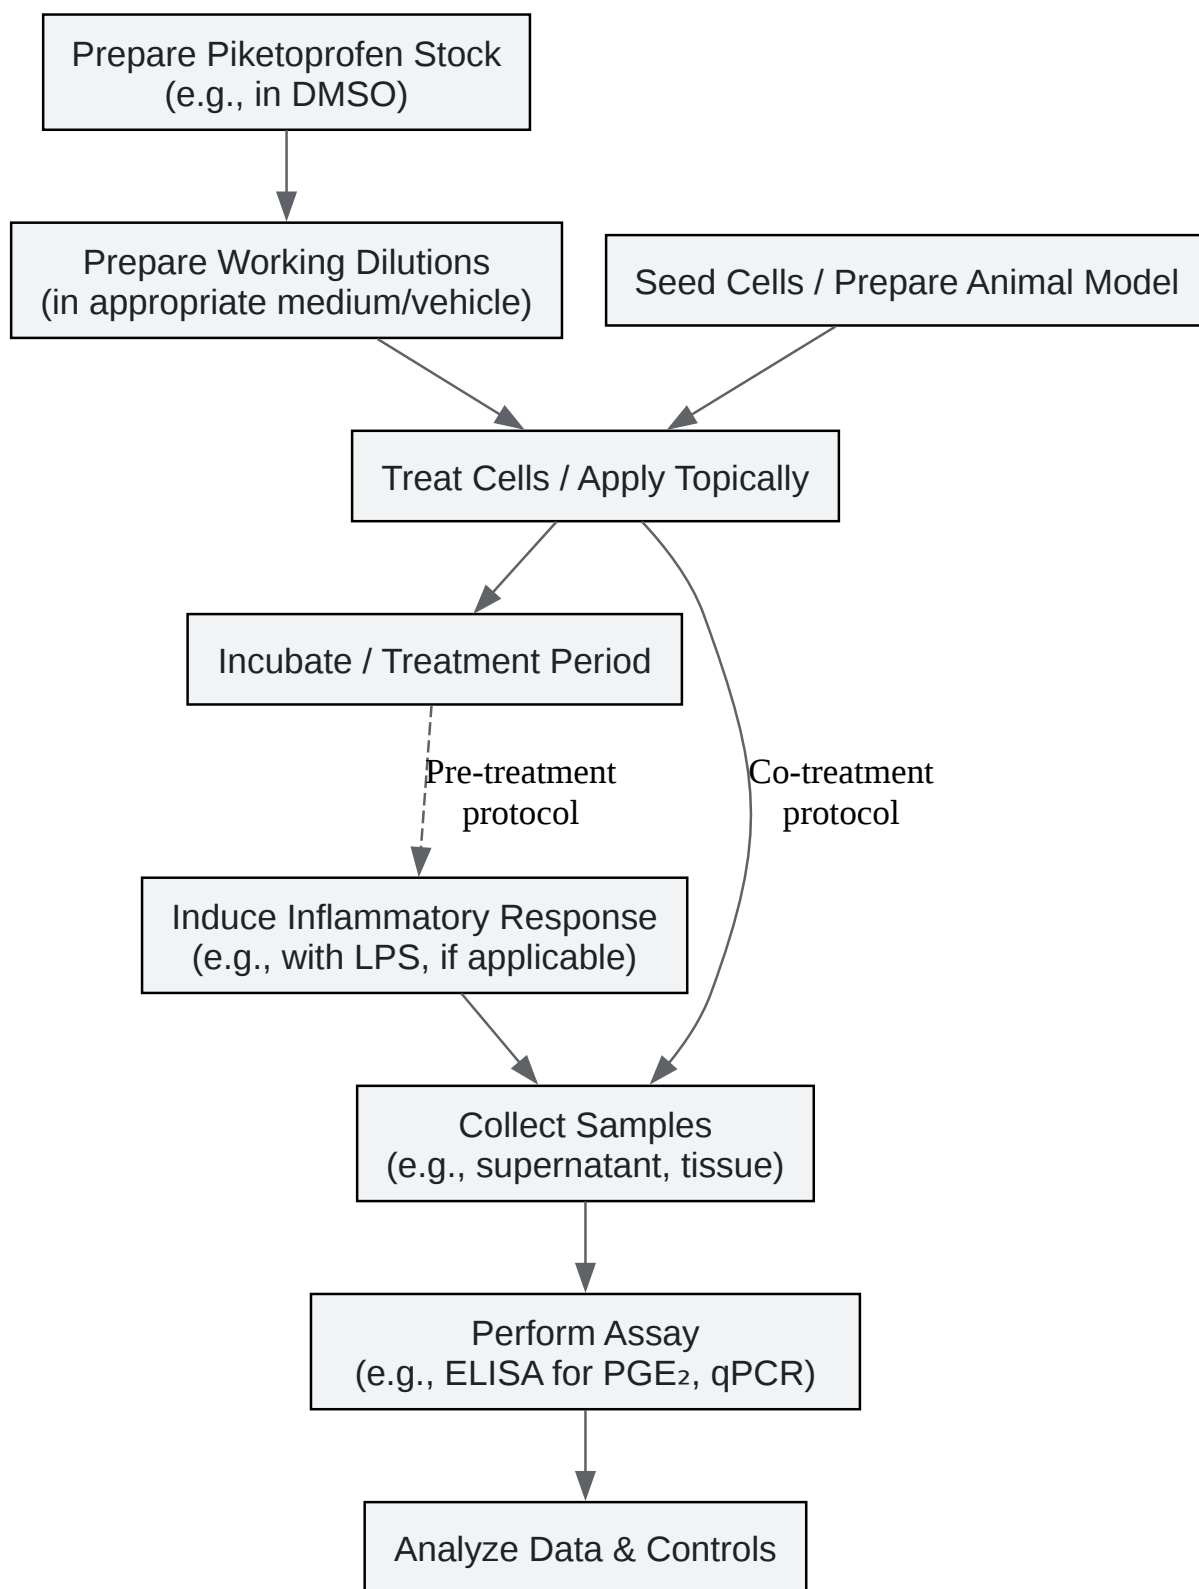 Prepare Piketoprofen Stock
(e.g., in DMSO)
Prepare Working Dilutions
(in appropriate medium/vehicle)
Seed Cells / Prepare Animal Model
Treat Cells / Apply Topically
Incubate / Treatment Period
Pre-treatment
protocol
Co-treatment
protocol
Induce Inflammatory Response
(e.g., with LPS, if applicable)
Collect Samples
(e.g., supernatant, tissue)
Perform Assay
(e.g., ELISA for PGE₂, qPCR)
Analyze Data & Controls